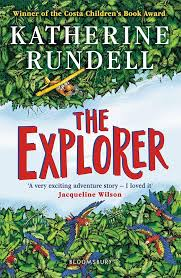 Winner of the Costa Children's Book Award
KATHERINE
RUNDELL
THE
EXPLORER
'A very exciting adventure story – I loved it'
Jacqueline Wilson
BLOOMSBURY